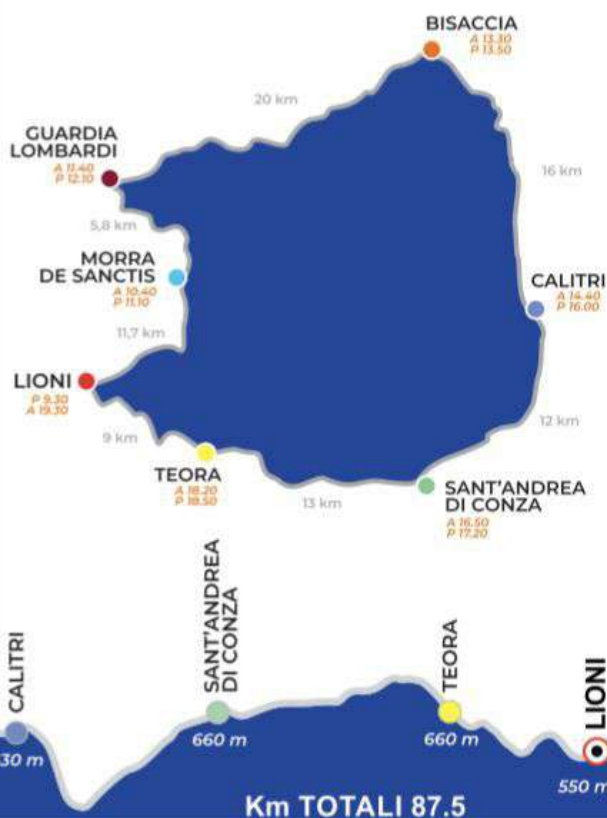 BISACCIA
A 13.30
P 13.50
20 km
GUARDIA
LOMBARDI
A 11.40
P 12.10
16 km
5,8 km
MORRA
DE SANCTIS
A 10.40
P 11.10
CALITRI
A 14.40
P 16.00
11,7 km
LIONI
P 9.30
A 19.30
9 km
12 km
TEORA
A 18.20
P 18.50
13 km
SANT'ANDREA
DI CONZA
A 16.50
P 17.20
CALITRI
30 m
SANT'ANDREA
DI CONZA
660 m
TEORA
660 m
LIONI
550 m
Km TOTALI 87.5